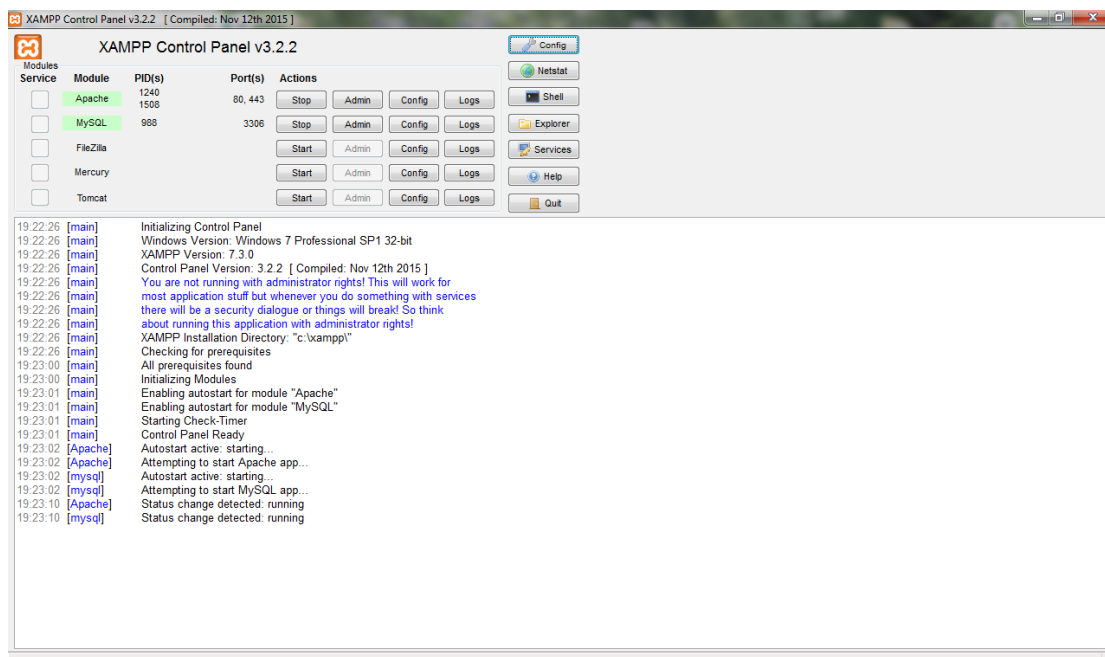 XAMPP Control Panel v3.2.2 [ Compiled: Nov 12th 2015 ]
XAMPP Control Panel v3.2.2
Config
Modules
Service Module PID(s) Port(s) Actions
Netstat
Apache 1240 1508 80, 443 Stop Admin Config Logs
Shell
MySQL 988 3306 Stop Admin Config Logs
Explorer
FileZilla Start Admin Config Logs
Services
Mercury Start Admin Config Logs
Help
Tomcat Start Admin Config Logs
Quit
19:22:26 [main] Initializing Control Panel
19:22:26 [main] Windows Version: Windows 7 Professional SP1 32-bit
19:22:26 [main] XAMPP Version: 7.3.0
19:22:26 [main] Control Panel Version: 3.2.2 [ Compiled: Nov 12th 2015 ]
19:22:26 [main] You are not running with administrator rights! This will work for
19:22:26 [main] most application stuff but whenever you do something with services
19:22:26 [main] there will be a security dialogue or things will break! So think
19:22:26 [main] about running this application with administrator rights!
19:22:26 [main] XAMPP Installation Directory: "c:\xampp\"
19:22:26 [main] Checking for prerequisites
19:23:00 [main] All prerequisites found
19:23:00 [main] Initializing Modules
19:23:01 [main] Enabling autostart for module "Apache"
19:23:01 [main] Enabling autostart for module "MySQL"
19:23:01 [main] Starting Check-Timer
19:23:01 [main] Control Panel Ready
19:23:02 [Apache] Autostart active: starting...
19:23:02 [Apache] Attempting to start Apache app...
19:23:02 [mysql] Autostart active: starting...
19:23:02 [mysql] Attempting to start MySQL app...
19:23:10 [Apache] Status change detected: running
19:23:10 [mysql] Status change detected: running